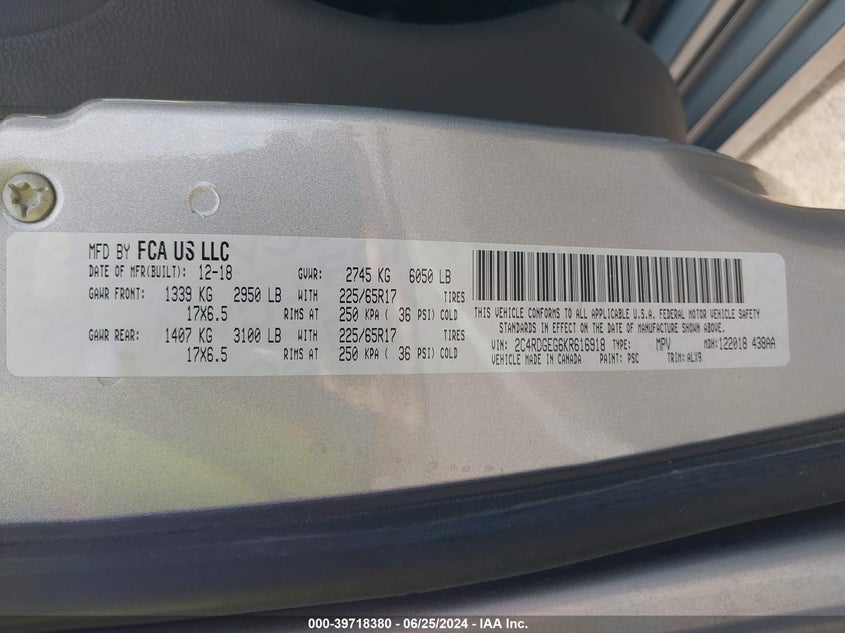 MFD BY FCA US LLC
DATE OF MFR(BUILT): 12-18 GVWR: 2745 KG 6050 LB
GAWR FRONT: 1339 KG 2950 LB WITH 225/65R17 TIRES
17X6.5 RIMS AT 250 KPA ( 36 PSI) COLD
GAWR REAR: 1407 KG 3100 LB WITH 225/65R17 TIRES
17X6.5 RIMS AT 250 KPA ( 36 PSI) COLD
THIS VEHICLE CONFORMS TO ALL APPLICABLE U.S.A. FEDERAL MOTOR VEHICLE SAFETY
STANDARDS IN EFFECT ON THE DATE OF MANUFACTURE SHOWN ABOVE.
VIN: 2C4RDGEG6KR616918 TYPE: MPV MDH:122018 438AA
VEHICLE MADE IN CANADA PAINT: PSC TRIM: ALX9
000-39718380 - 06/25/2024 - IAA Inc.